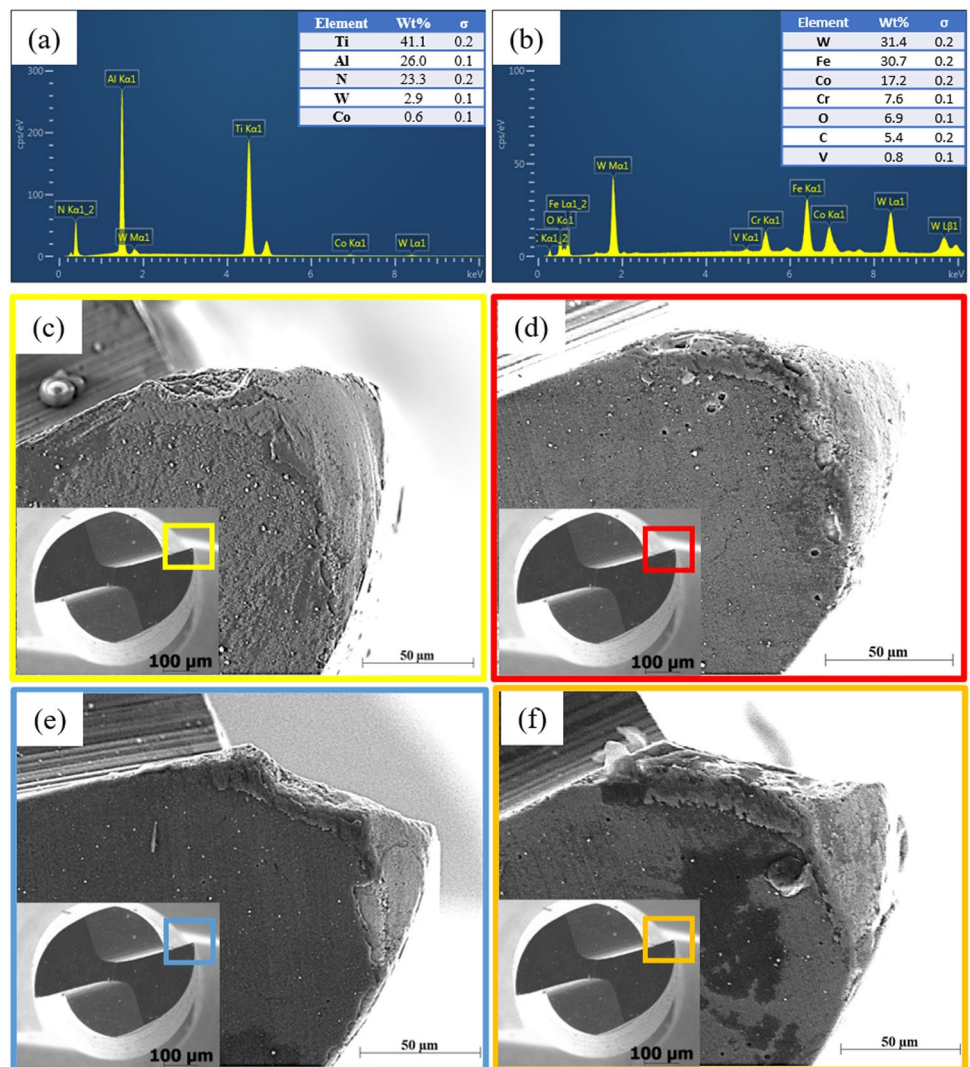 (a)
Element Wt% σ
Ti 41.1 0.2
Al 26.0 0.1
N 23.3 0.2
W 2.9 0.1
Co 0.6 0.1
300
200
100
0
cps/eV
Al Kα1
Ti Kα1
N Kα1_2
W Mα1
Co Kα1
W Lα1
0 2 4 6 8 keV
(b)
Element Wt% σ
W 31.4 0.2
Fe 30.7 0.2
Co 17.2 0.2
Cr 7.6 0.1
O 6.9 0.1
C 5.4 0.2
V 0.8 0.1
100
50
0
cps/eV
W Mα1
Fe Lα1_2
O Kα1
Kα1_2
V Kα1
Cr Kα1
Fe Kα1
Co Kα1
W Lα1
W Lβ1
0 2 4 6 8 keV
(c)
100 µm
50 µm
(d)
100 µm
50 µm
(e)
100 µm
50 µm
(f)
100 µm
50 µm